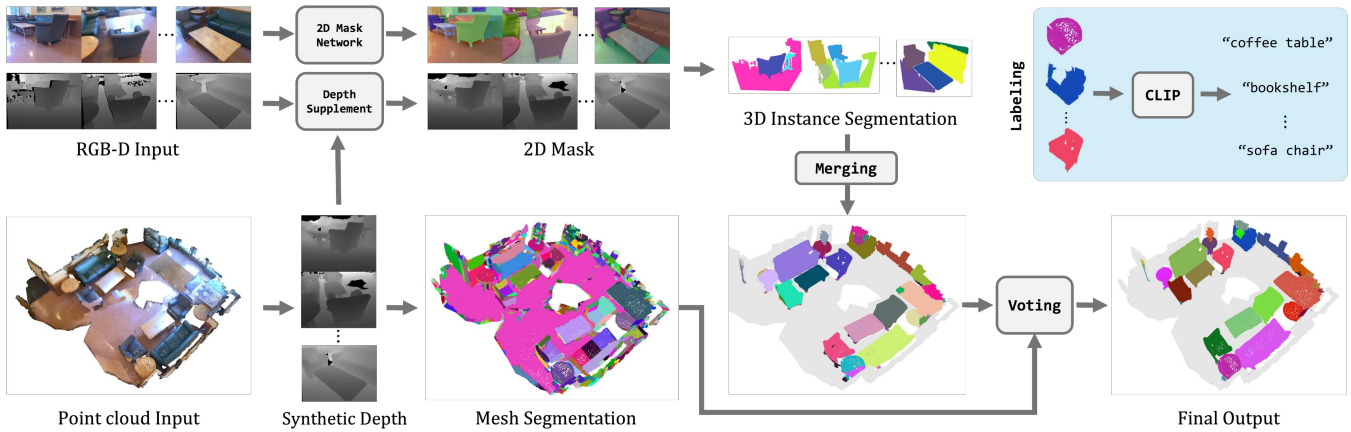 2D Mask
Network
Depth
Supplement
RGB-D Input
2D Mask
3D Instance Segmentation
Merging
Labeling
CLIP
“coffee table”
“bookshelf”
“sofa chair”
Point cloud Input
Synthetic Depth
Mesh Segmentation
Voting
Final Output